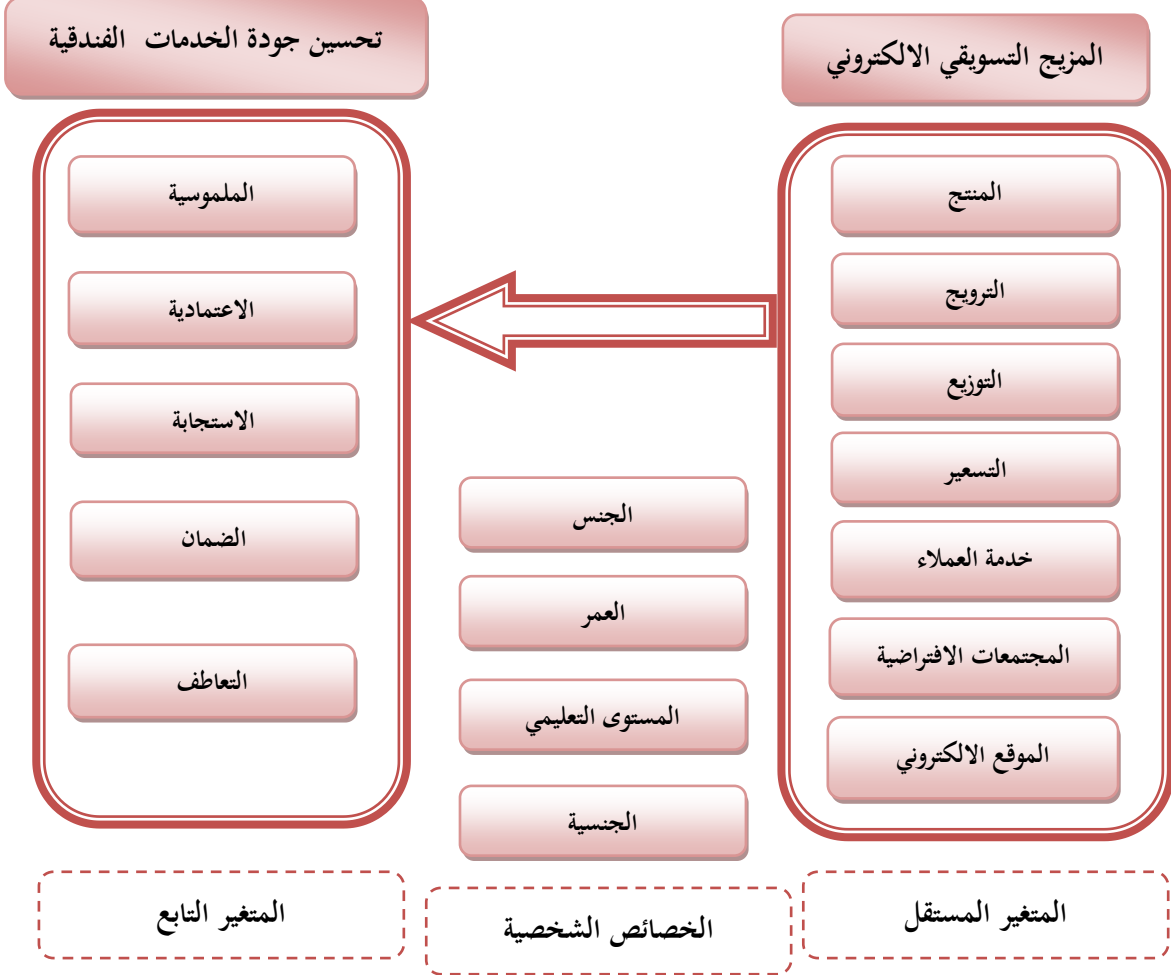 المزيج التسويقي الالكتروني
المنتج
الترويج
التوزيع
التسعير
خدمة العملاء
المجتمعات الافتراضية
الموقع الالكتروني
المتغير المستقل
الجنس
العمر
المستوى التعليمي
الجنسية
الخصائص الشخصية
تحسين جودة الخدمات الفندقية
الملموسية
الاعتمادية
الاستجابة
الضمان
التعاطف
المتغير التابع